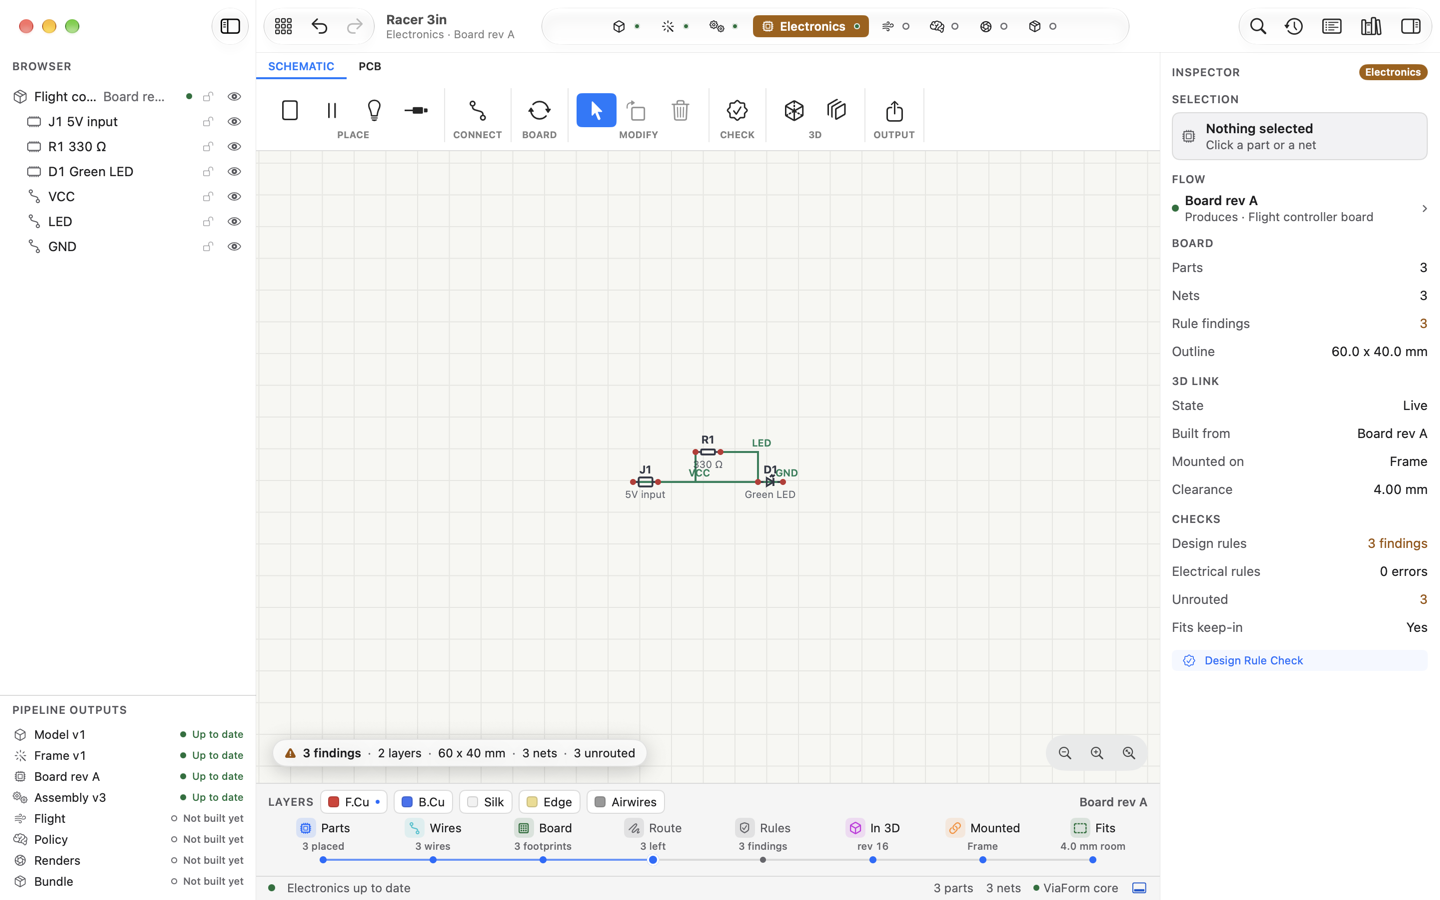 Racer 3in
Electronics · Board rev A
Electronics
BROWSER
Flight co... Board re...
J1 5V input
R1 330 Ω
D1 Green LED
VCC
LED
GND
PIPELINE OUTPUTS
Model v1 Up to date
Frame v1 Up to date
Board rev A Up to date
Assembly v3 Up to date
Flight Not built yet
Policy Not built yet
Renders Not built yet
Bundle Not built yet
SCHEMATIC PCB
PLACE CONNECT BOARD MODIFY CHECK 3D OUTPUT
R1
LED
330 Ω
J1
VCC
D1
GND
5V input
Green LED
3 findings · 2 layers · 60 x 40 mm · 3 nets · 3 unrouted
LAYERS F.Cu B.Cu Silk Edge Airwires Board rev A
Parts Wires Board Route Rules In 3D Mounted Fits
3 placed 3 wires 3 footprints 3 left 3 findings rev 16 Frame 4.0 mm room
Electronics up to date 3 parts 3 nets ViaForm core
INSPECTOR Electronics
SELECTION
Nothing selected
Click a part or a net
FLOW
Board rev A
Produces · Flight controller board
BOARD
Parts 3
Nets 3
Rule findings 3
Outline 60.0 x 40.0 mm
3D LINK
State Live
Built from Board rev A
Mounted on Frame
Clearance 4.00 mm
CHECKS
Design rules 3 findings
Electrical rules 0 errors
Unrouted 3
Fits keep-in Yes
Design Rule Check